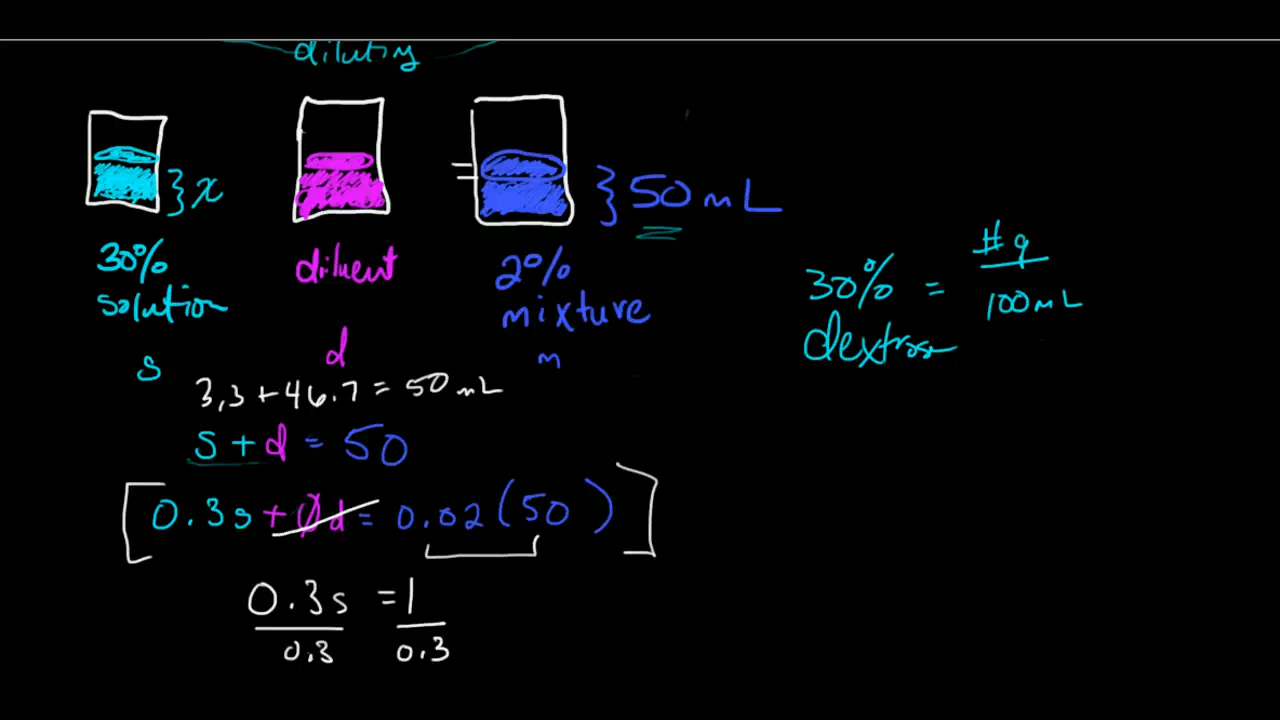 diluting
} x
=
} 50 mL
30% solution
diluent
2% mixture
30% dextrose = # g / 100 mL
s
d
m
3.3 + 46.7 = 50 mL
s + d = 50
[0.3s + 0d = 0.02 (50)]
0.3s = 1
0.3 0.3